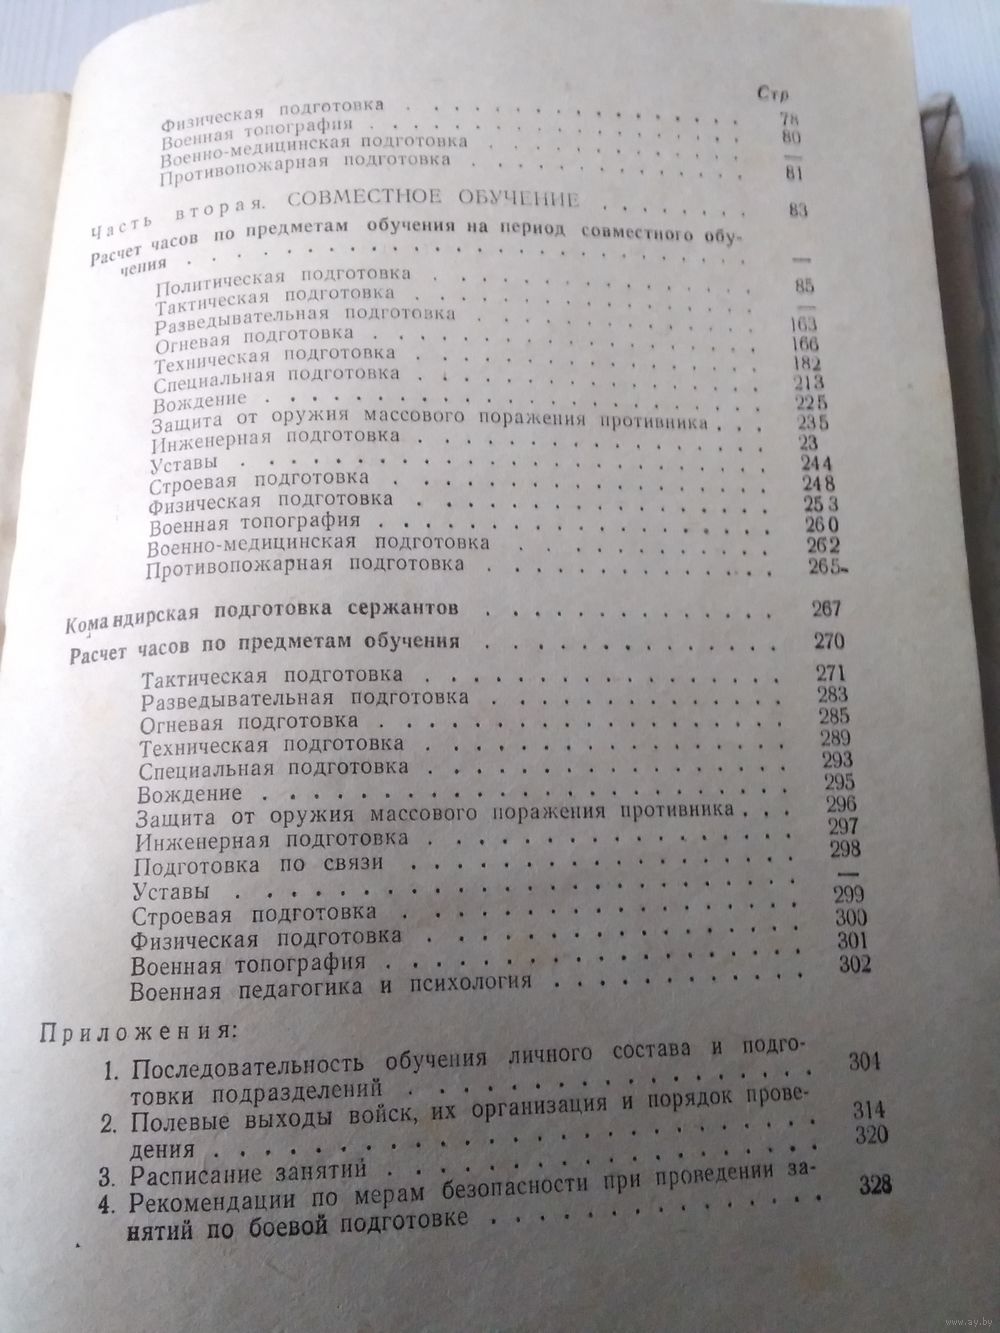 Стр
Физическая подготовка . . . . . . . . . . . . . . 78
Военная топография . . . . . . . . . . . . . . . 80
Военно-медицинская подготовка . . . . . . . . . . —
Противопожарная подготовка . . . . . . . . . . . 81
Часть вторая. СОВМЕСТНОЕ ОБУЧЕНИЕ . . . . . . . 83
Расчет часов по предметам обучения на период совместного обу-
чения . . . . . . . . . . . . . . . . . . . . . —
Политическая подготовка . . . . . . . . . . . . . 85
Тактическая подготовка . . . . . . . . . . . . . —
Разведывательная подготовка . . . . . . . . . . . 163
Огневая подготовка . . . . . . . . . . . . . . . 166
Техническая подготовка . . . . . . . . . . . . . 182
Специальная подготовка . . . . . . . . . . . . . 213
Вождение . . . . . . . . . . . . . . . . . . . . 225
Защита от оружия массового поражения противника . . . 235
Инженерная подготовка . . . . . . . . . . . . . . 23
Уставы . . . . . . . . . . . . . . . . . . . . . 244
Строевая подготовка . . . . . . . . . . . . . . . 248
Физическая подготовка . . . . . . . . . . . . . . 253
Военная топография . . . . . . . . . . . . . . . 260
Военно-медицинская подготовка . . . . . . . . . . 262
Противопожарная подготовка . . . . . . . . . . . 265
Командирская подготовка сержантов . . . . . . . . . 267
Расчет часов по предметам обучения . . . . . . . . . 270
Тактическая подготовка . . . . . . . . . . . . . 271
Разведывательная подготовка . . . . . . . . . . . 283
Огневая подготовка . . . . . . . . . . . . . . . 285
Техническая подготовка . . . . . . . . . . . . . 289
Специальная подготовка . . . . . . . . . . . . . 293
Вождение . . . . . . . . . . . . . . . . . . . . 295
Защита от оружия массового поражения противника . . . 296
Инженерная подготовка . . . . . . . . . . . . . . 297
Подготовка по связи . . . . . . . . . . . . . . . 298
Уставы . . . . . . . . . . . . . . . . . . . . . —
Строевая подготовка . . . . . . . . . . . . . . . 299
Физическая подготовка . . . . . . . . . . . . . . 300
Военная топография . . . . . . . . . . . . . . . 301
Военная педагогика и психология . . . . . . . . . 302
Приложения:
1. Последовательность обучения личного состава и подго-
товки подразделений . . . . . . . . . . . . . . 304
2. Полевые выходы войск, их организация и порядок прове-
дения . . . . . . . . . . . . . . . . . . . . . 314
3. Расписание занятий . . . . . . . . . . . . . . . 320
4. Рекомендации по мерам безопасности при проведении за-
нятий по боевой подготовке . . . . . . . . . . . 328
www.ay.by